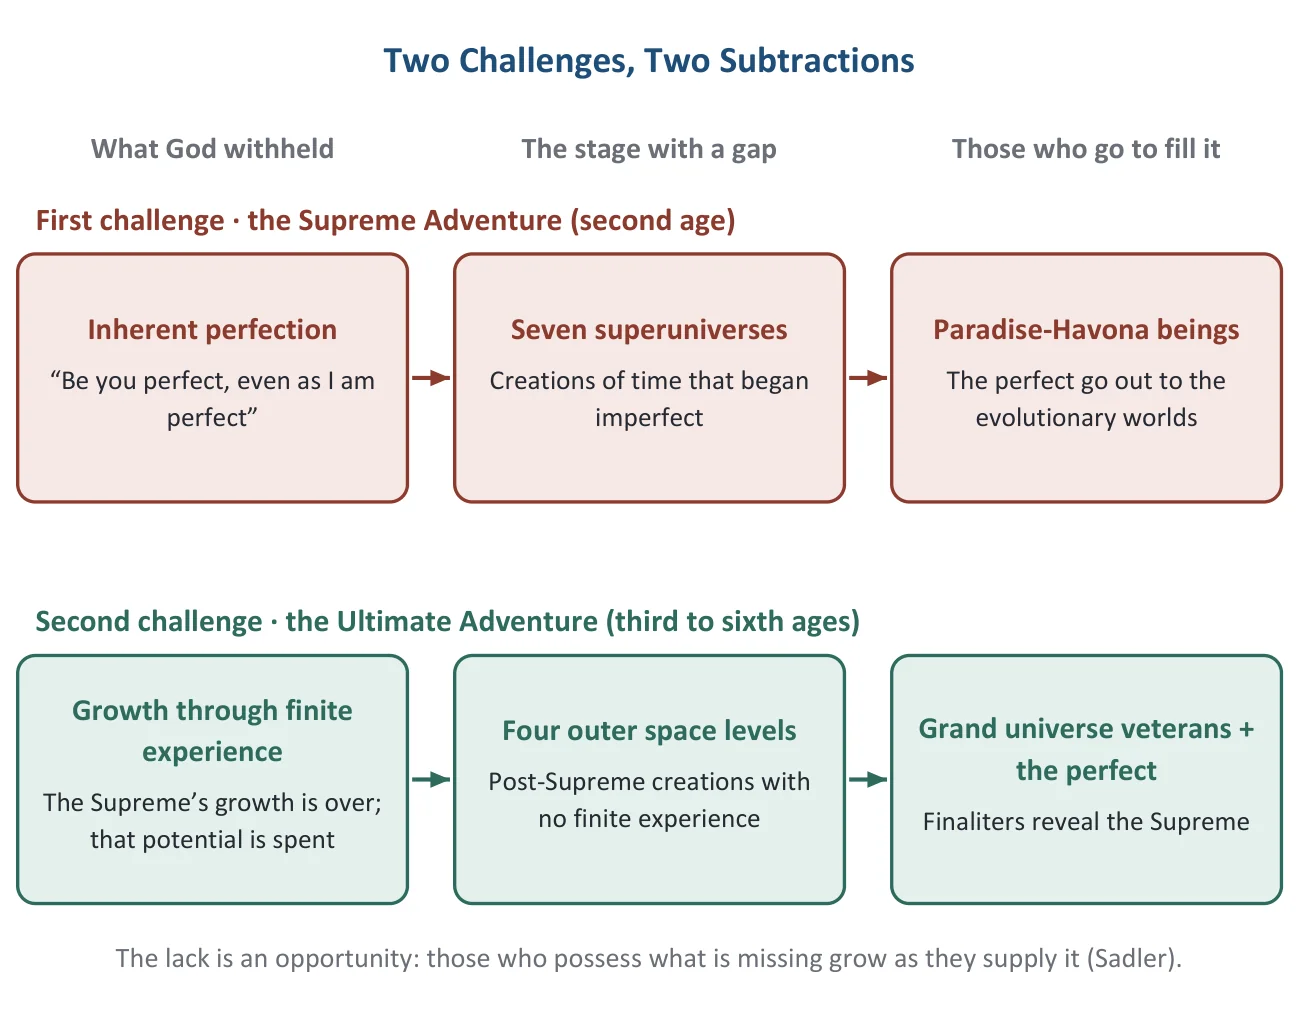 Two Challenges, Two Subtractions
What God withheld
The stage with a gap
Those who go to fill it
First challenge · the Supreme Adventure (second age)
Inherent perfection
“Be you perfect, even as I am
perfect”
Seven superuniverses
Creations of time that began
imperfect
Paradise-Havona beings
The perfect go out to the
evolutionary worlds
Second challenge · the Ultimate Adventure (third to sixth ages)
Growth through finite
experience
The Supreme’s growth is over;
that potential is spent
Four outer space levels
Post-Supreme creations with
no finite experience
Grand universe veterans +
the perfect
Finaliters reveal the Supreme
The lack is an opportunity: those who possess what is missing grow as they supply it (Sadler).